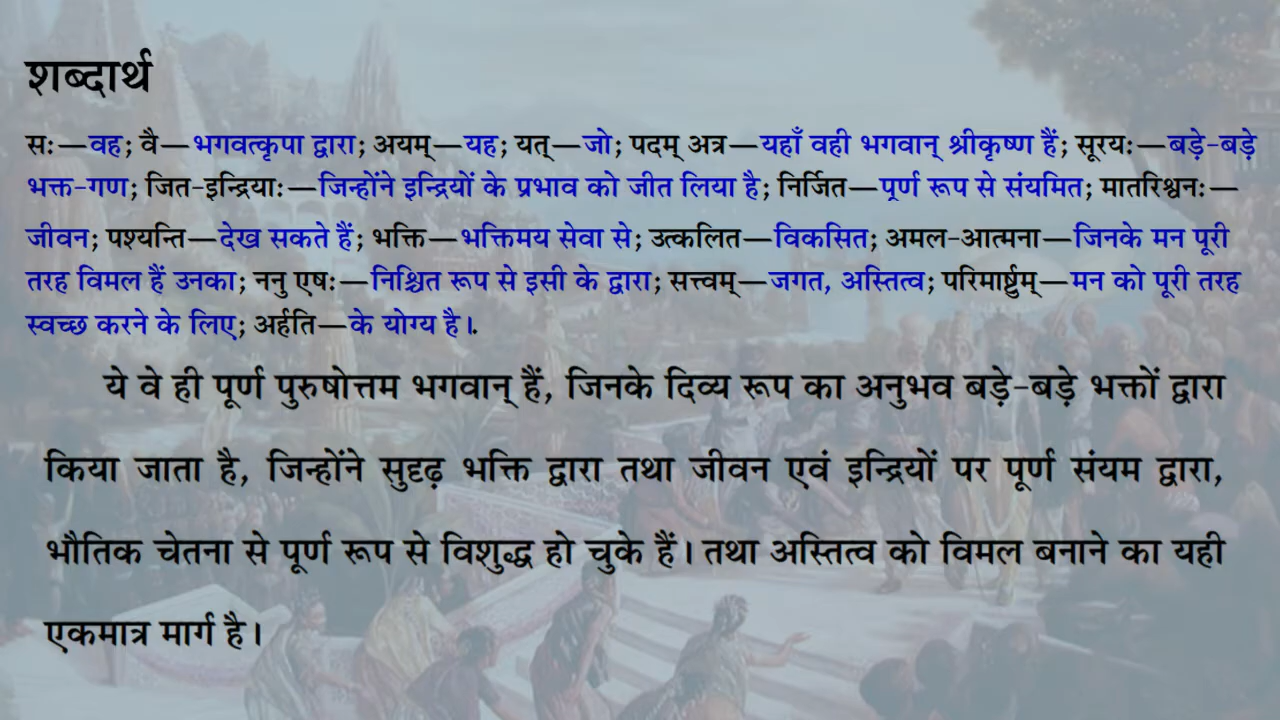 शब्दार्थ
सः—वह; वै—भगवत्कृपा द्वारा; अयम्—यह; यत्—जो; पदम् अत्र—यहाँ वही भगवान् श्रीकृष्ण हैं; सूरयः—बड़े-बड़े
भक्त-गण; जित-इन्द्रियाः—जिन्होंने इन्द्रियों के प्रभाव को जीत लिया है; निर्जित—पूर्ण रूप से संयमित; मातरिश्वनः—
जीवन; पश्यन्ति—देख सकते हैं; भक्ति—भक्तिमय सेवा से; उत्कलित—विकसित; अमल-आत्मना—जिनके मन पूरी
तरह विमल हैं उनका; ननु एषः—निश्चित रूप से इसी के द्वारा; सत्त्वम्—जगत, अस्तित्व; परिमार्ष्टुम्—मन को पूरी तरह
स्वच्छ करने के लिए; अर्हति—के योग्य है।.
ये वे ही पूर्ण पुरुषोत्तम भगवान् हैं, जिनके दिव्य रूप का अनुभव बड़े-बड़े भक्तों द्वारा
किया जाता है, जिन्होंने सुदृढ़ भक्ति द्वारा तथा जीवन एवं इन्द्रियों पर पूर्ण संयम द्वारा,
भौतिक चेतना से पूर्ण रूप से विशुद्ध हो चुके हैं। तथा अस्तित्व को विमल बनाने का यही
एकमात्र मार्ग है।